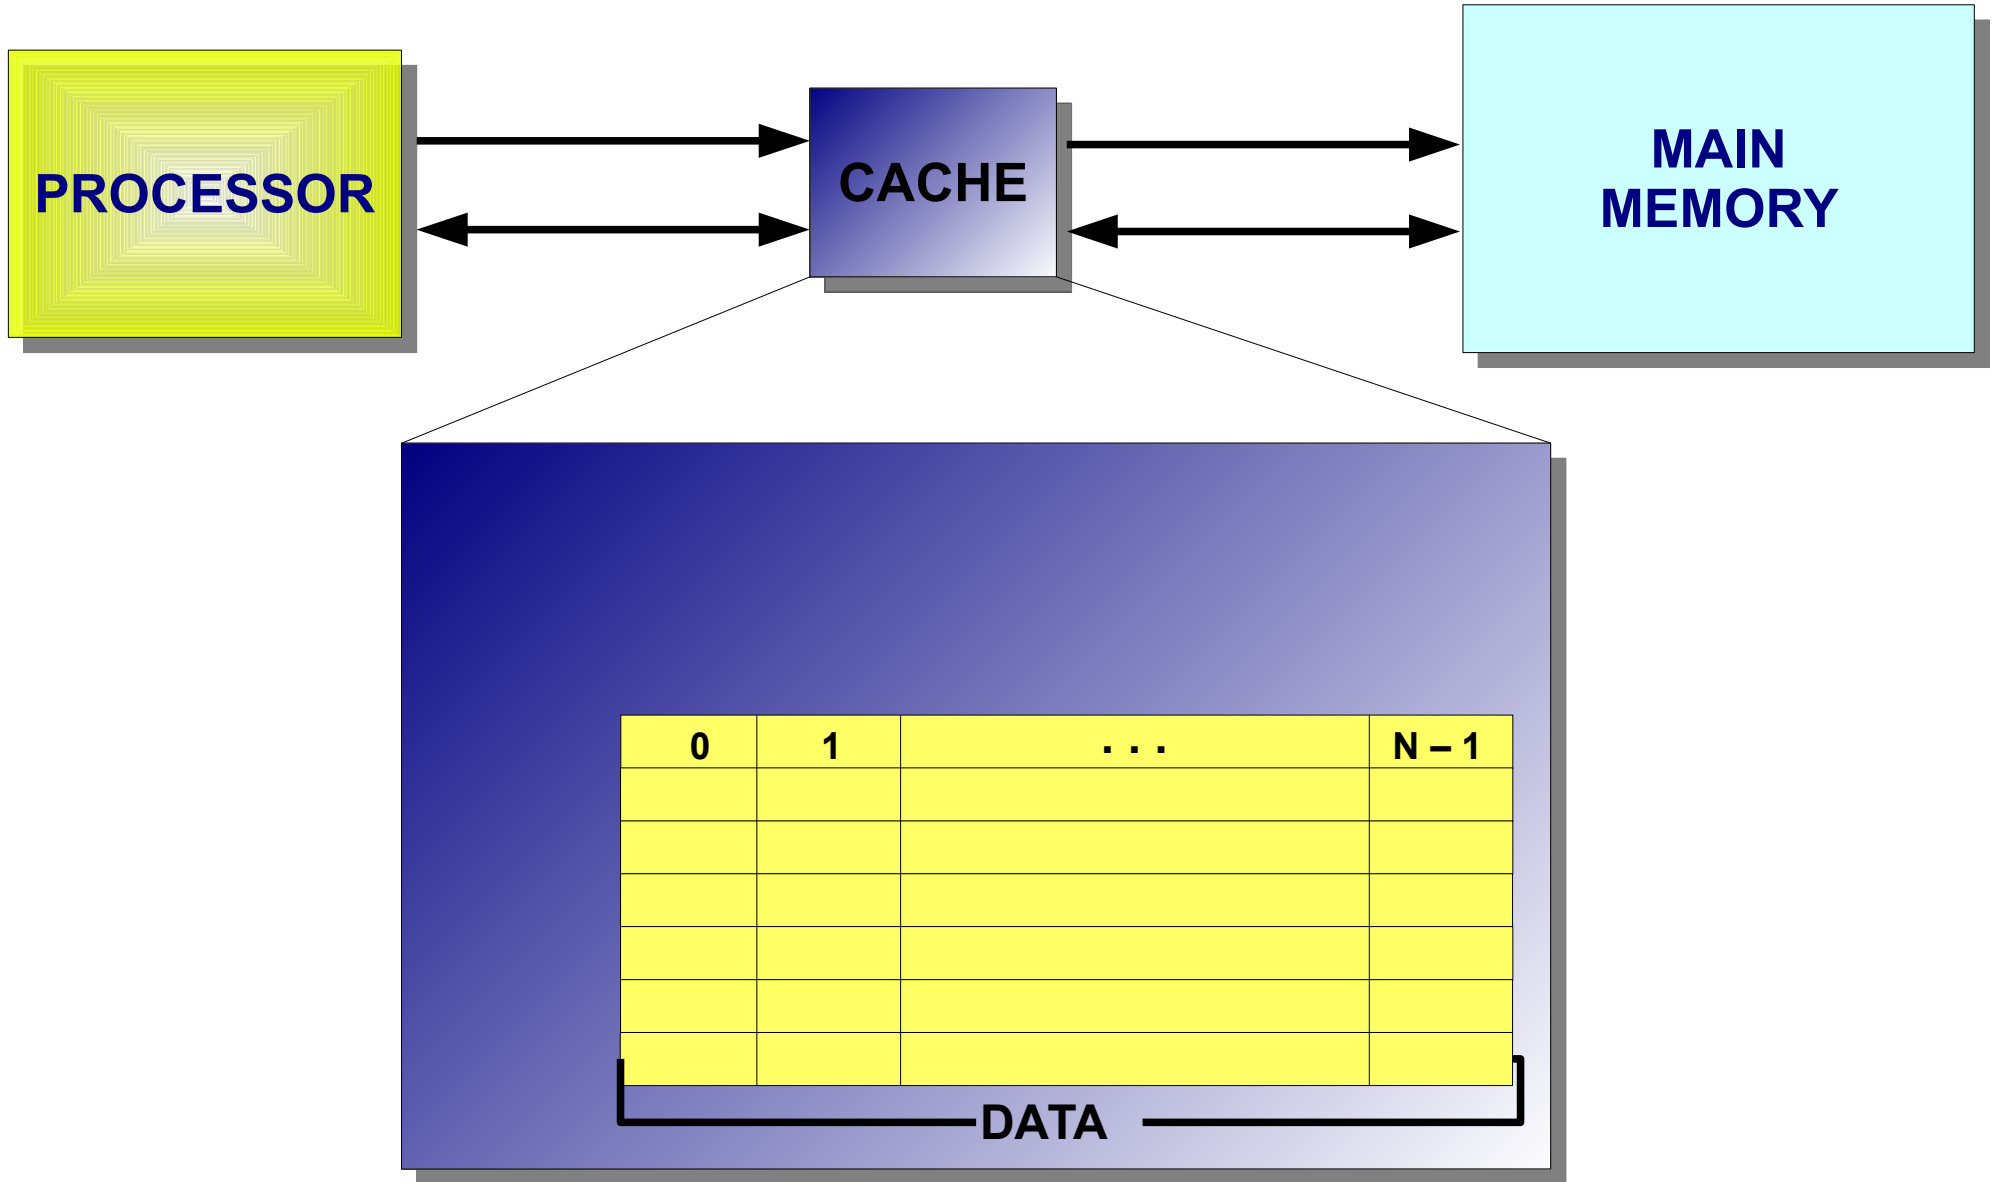 PROCESSOR
CACHE
MAIN
MEMORY
0 1 . . . N – 1
DATA